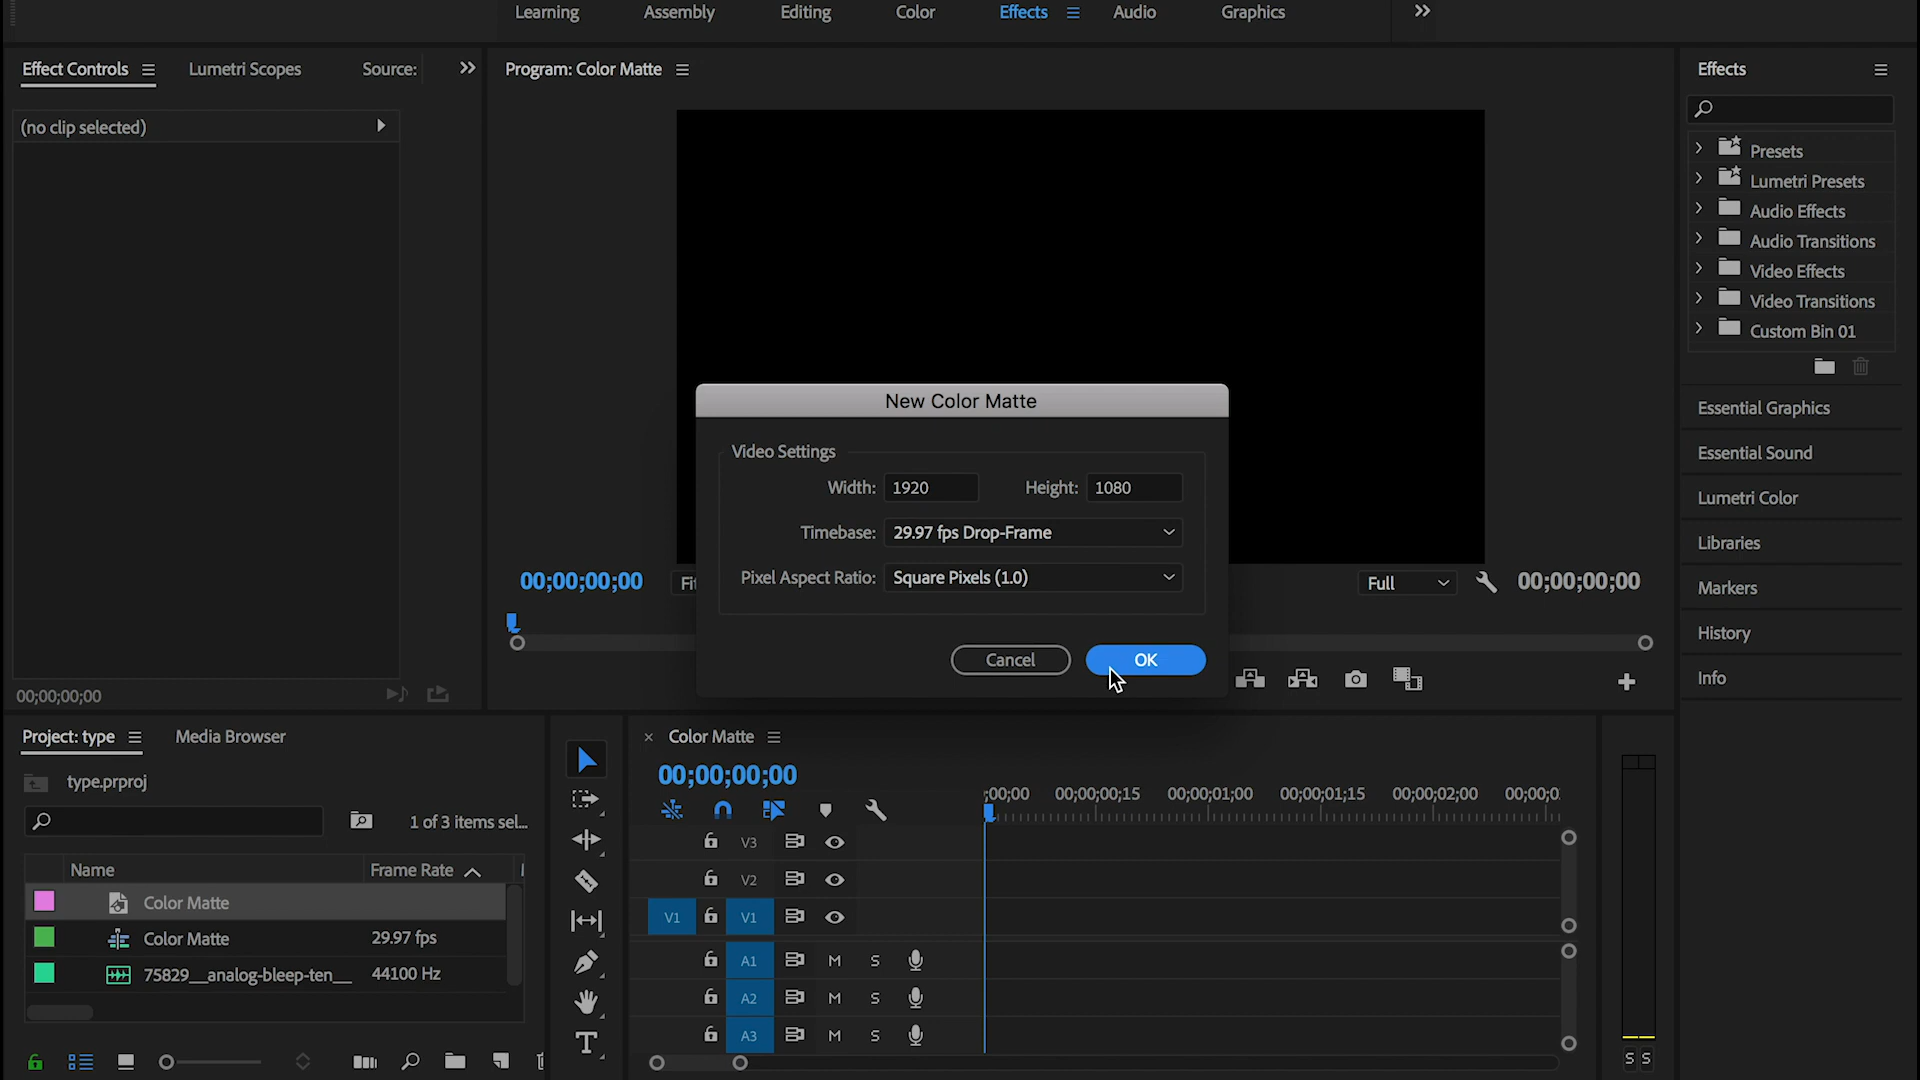 Learning Assembly Editing Color Effects Audio Graphics
Effect Controls Lumetri Scopes Source:
Program: Color Matte
Effects
(no clip selected)
Presets
Lumetri Presets
Audio Effects
Audio Transitions
Video Effects
Video Transitions
Custom Bin 01
Essential Graphics
Essential Sound
Lumetri Color
Libraries
Markers
History
Info
New Color Matte
Video Settings
Width: 1920 Height: 1080
Timebase: 29.97 fps Drop-Frame
Pixel Aspect Ratio: Square Pixels (1.0)
Cancel OK
00;00;00;00 Full 00;00;00;00
00;00;00;00
Project: type Media Browser
type.prproj
1 of 3 items sel...
Name Frame Rate
Color Matte
Color Matte 29.97 fps
75829__analog-bleep-ten__ 44100 Hz
× Color Matte
00;00;00;00
;00;00 00;00;00;15 00;00;01;00 00;00;01;15 00;00;02;00 00;00;0
V3
V2
V1 V1
A1 M S
A2 M S
A3 M S
S S